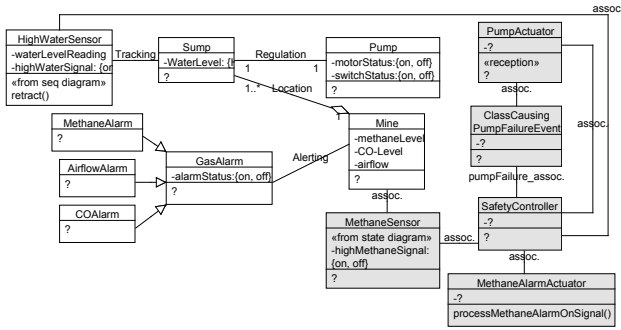 assoc.
HighWaterSensor
-waterLevelReading
-highWaterSignal: {on
«from seq diagram»
retract()
Tracking
Sump
-WaterLevel: {h
?
Regulation
1
1
Pump
-motorStatus:{on, off}
-switchStatus:{on, off}
?
PumpActuator
-?
«reception»
?
assoc.
assoc.
ClassCausing
PumpFailureEvent
-?
?
pumpFailure_assoc.
1..*
Location
1
MethaneAlarm
?
AirflowAlarm
?
COAlarm
?
GasAlarm
-alarmStatus:{on, off}
?
Alerting
Mine
-methaneLevel
-CO-Level
-airflow
?
assoc.
MethaneSensor
«from state diagram»
-highMethaneSignal:
{on, off}
?
assoc.
SafetyController
-?
?
assoc.
MethaneAlarmActuator
-?
processMethaneAlarmOnSignal()